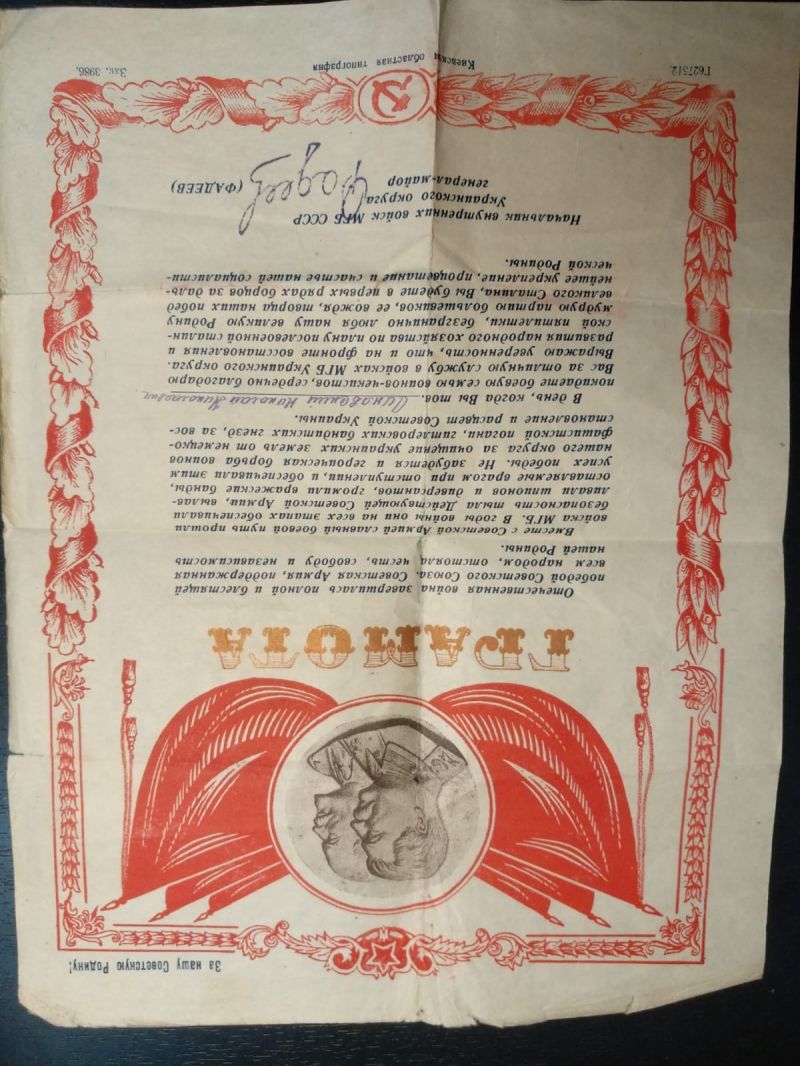 За нашу Советскую Родину!
ГРАМОТА
Отечественная война завершилась полной и блестящей
победой Советского Союза. Советская Армия, поддержанная
всем народом, отстояла честь, свободу и независимость
нашей Родины.
Вместе с Советской Армией славный боевой путь прошли
войска МГБ. В годы войны они на всех этапах обеспечивали
безопасность тыла Действующей Советской Армии, вылав-
ливали шпионов и диверсантов, громили вражеские банды,
оставляемые врагом при отступлении, и обеспечивали этим
успех победы. Не забудется и героическая борьба воинов
нашего округа за очищение украинских земель от немецко-
фашистской погани, гитлеровских бандитских гнезд, за вос-
становление и расцвет Советской Украины.
В день, когда Вы, тов. Николай Николаевич
покидаете боевую семью воинов-чекистов, сердечно благодарю
Вас за отличную службу в войсках МГБ Украинского округа.
Выражаю уверенность, что и на фронте восстановления и
развития народного хозяйства по плану послевоенной сталин-
ской пятилетки, безгранично любя нашу великую Родину
мудрую партию большевиков, ее вождя, творца наших побед
великого Сталина, Вы будете в первых рядах борцов за даль-
нейшее укрепление, процветание и счастье нашей социалисти-
ческой Родины.
Начальник внутренних войск МГБ СССР
Украинского округа
генерал-майор Фадеев (ФАДЕЕВ)
Г627312. Киевская областная типография Зак. 3986.